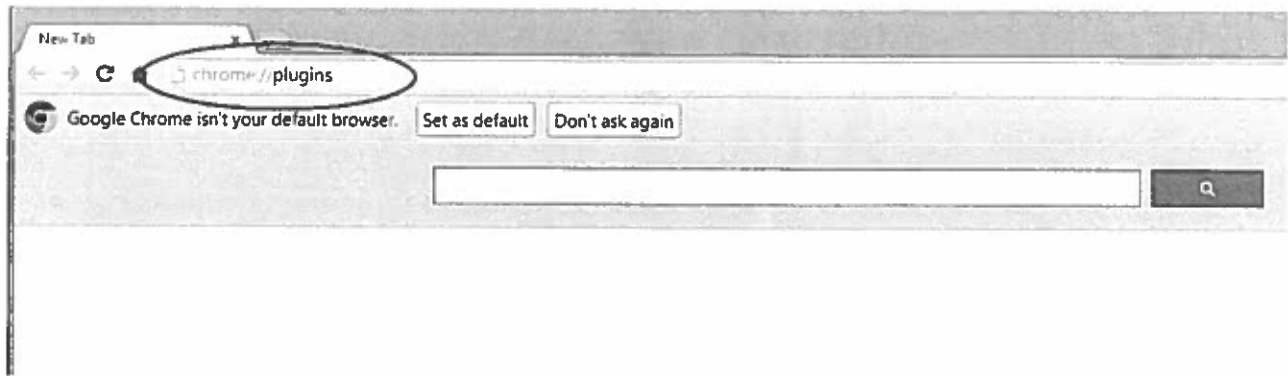 New Tab x
chrome://plugins
Google Chrome isn't your default browser. Set as default Don't ask again